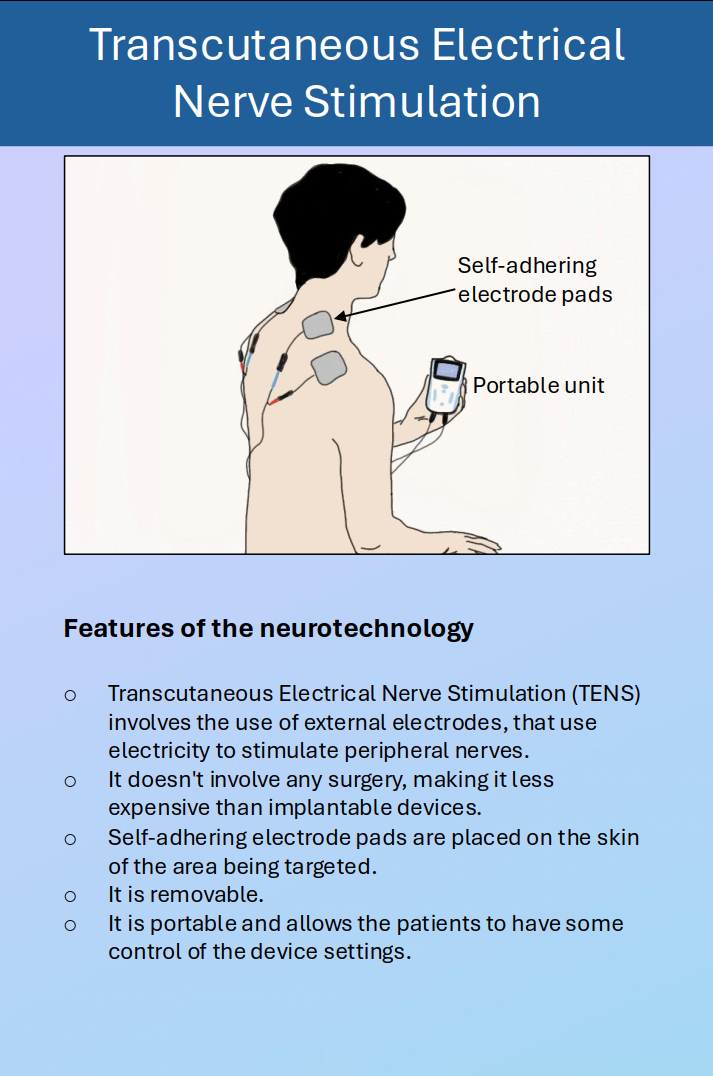 Transcutaneous Electrical
Nerve Stimulation
Self-adhering
electrode pads
Portable unit
Features of the neurotechnology
o Transcutaneous Electrical Nerve Stimulation (TENS)
involves the use of external electrodes, that use
electricity to stimulate peripheral nerves.
o It doesn't involve any surgery, making it less
expensive than implantable devices.
o Self-adhering electrode pads are placed on the skin
of the area being targeted.
o It is removable.
o It is portable and allows the patients to have some
control of the device settings.